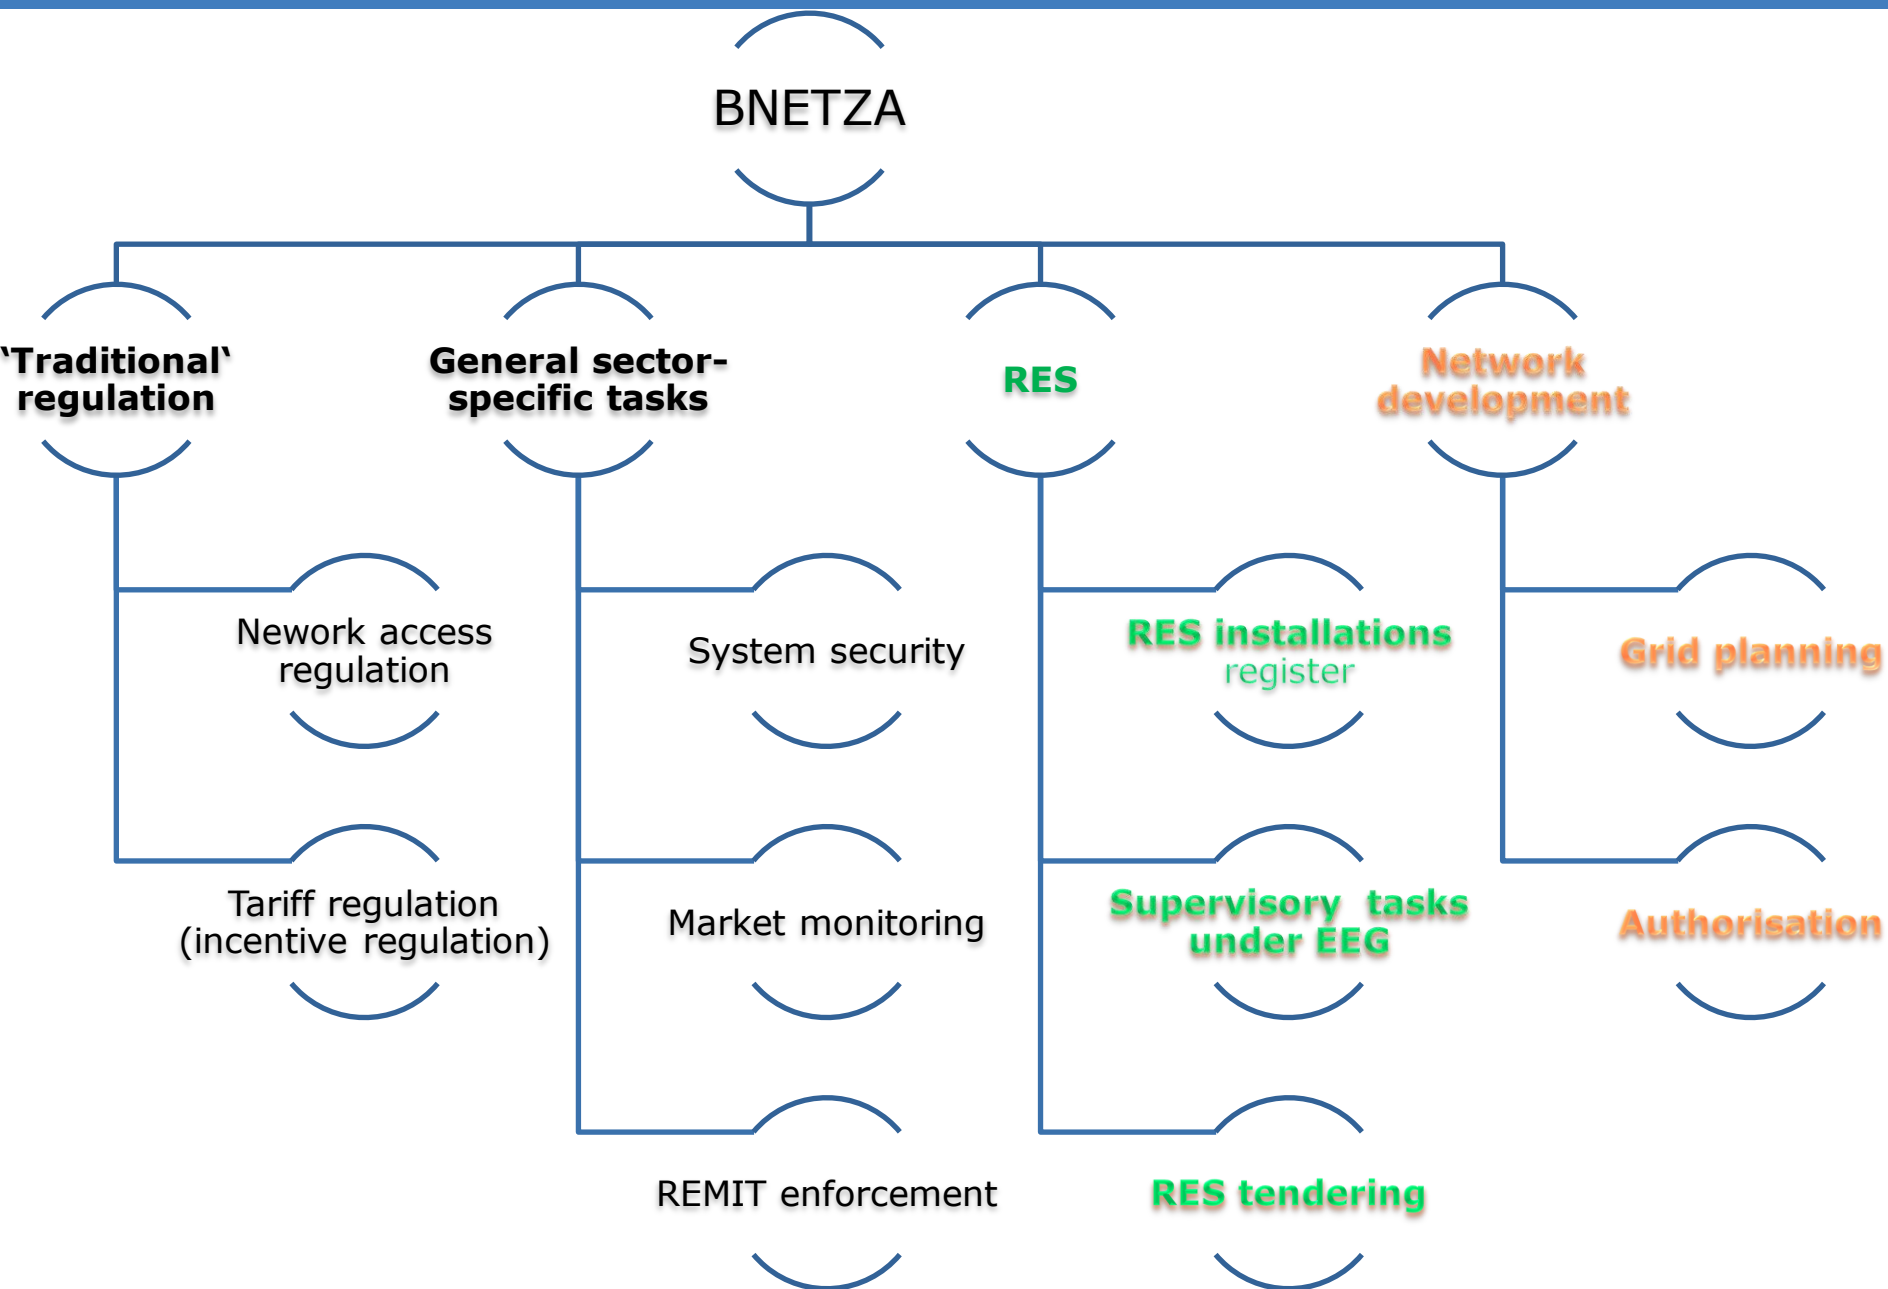 BNETZA
‘Traditional‘
regulation
General sector-
specific tasks
RES
Network
development
Nework access
regulation
System security
RES installations
register
Grid planning
Tariff regulation
(incentive regulation)
Market monitoring
Supervisory tasks
under EEG
Authorisation
REMIT enforcement
RES tendering